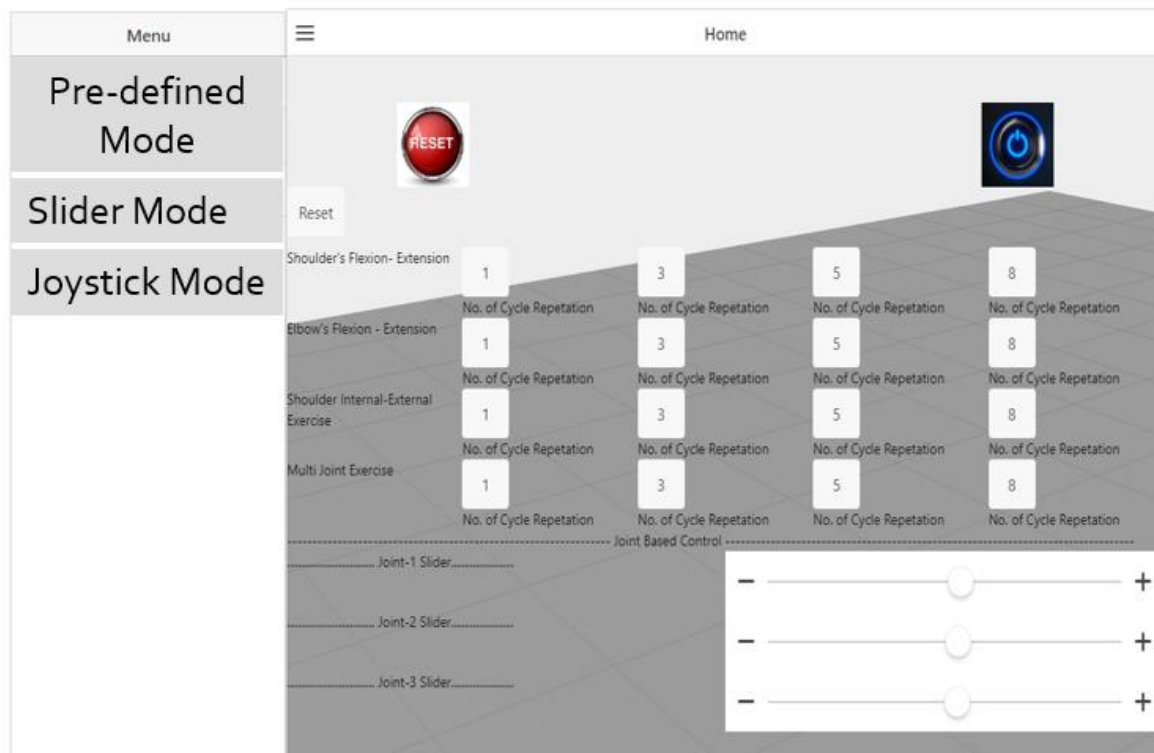 Menu
Home
Pre-defined
Mode
Slider Mode
Joystick Mode
RESET
Reset
Shoulder's Flexion- Extension
1 3 5 8
No. of Cycle Repetation No. of Cycle Repetation No. of Cycle Repetation No. of Cycle Repetation
Elbow's Flexion - Extension
1 3 5 8
No. of Cycle Repetation No. of Cycle Repetation No. of Cycle Repetation No. of Cycle Repetation
Shoulder Internal-External
Exercise
1 3 5 8
No. of Cycle Repetation No. of Cycle Repetation No. of Cycle Repetation No. of Cycle Repetation
Multi Joint Exercise
1 3 5 8
No. of Cycle Repetation No. of Cycle Repetation No. of Cycle Repetation No. of Cycle Repetation
Joint Based Control
Joint-1 Slider
− +
Joint-2 Slider
− +
Joint-3 Slider
− +